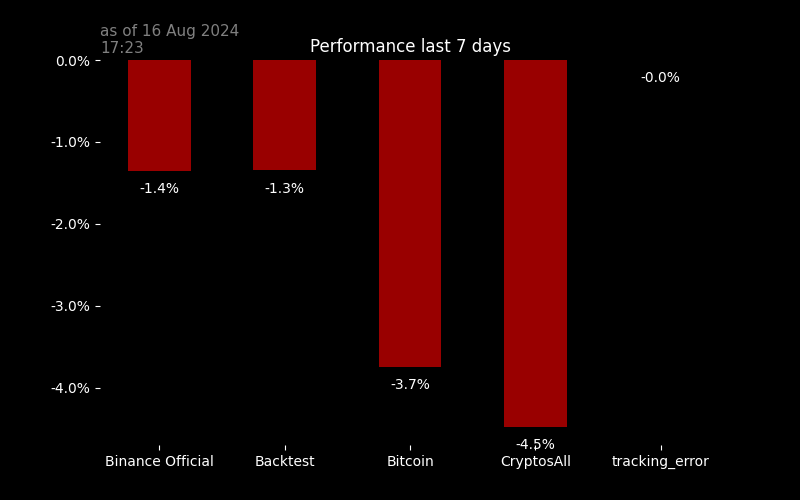 as of 16 Aug 2024
17:23
Performance last 7 days
0.0%
-1.0%
-2.0%
-3.0%
-4.0%
-1.4%
-1.3%
-3.7%
-4.5%
-0.0%
Binance Official
Backtest
Bitcoin
CryptosAll
tracking_error